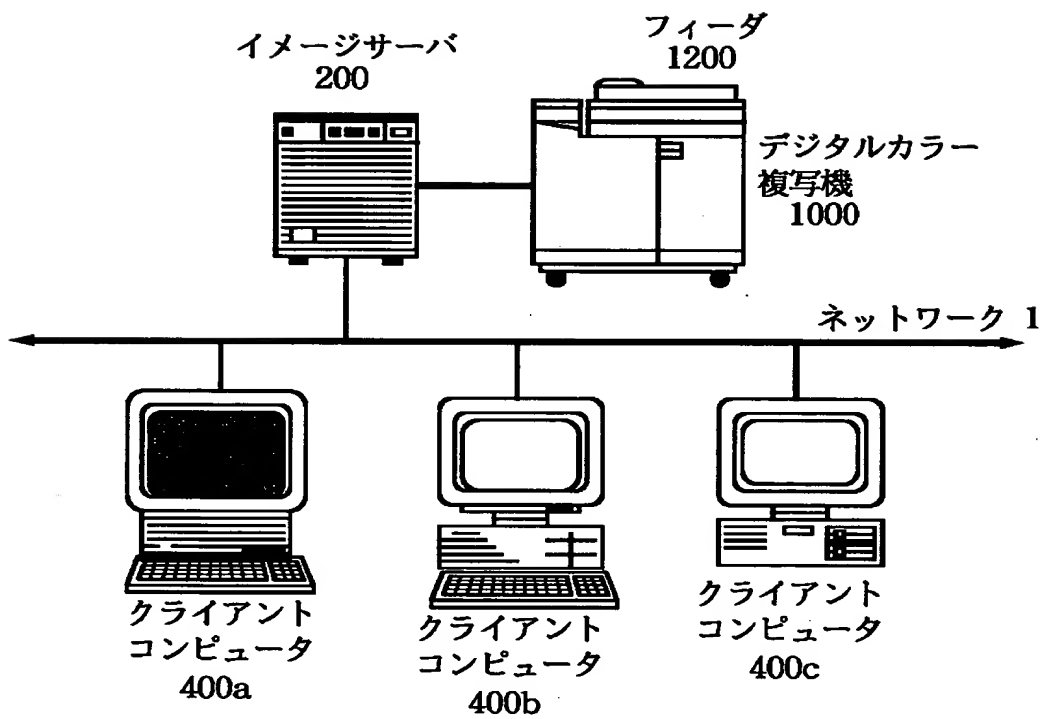 イメージサーバ
200
フィーダ
1200
デジタルカラー
複写機
1000
ネットワーク 1
クライアント
コンピュータ
400a
クライアント
コンピュータ
400b
クライアント
コンピュータ
400c